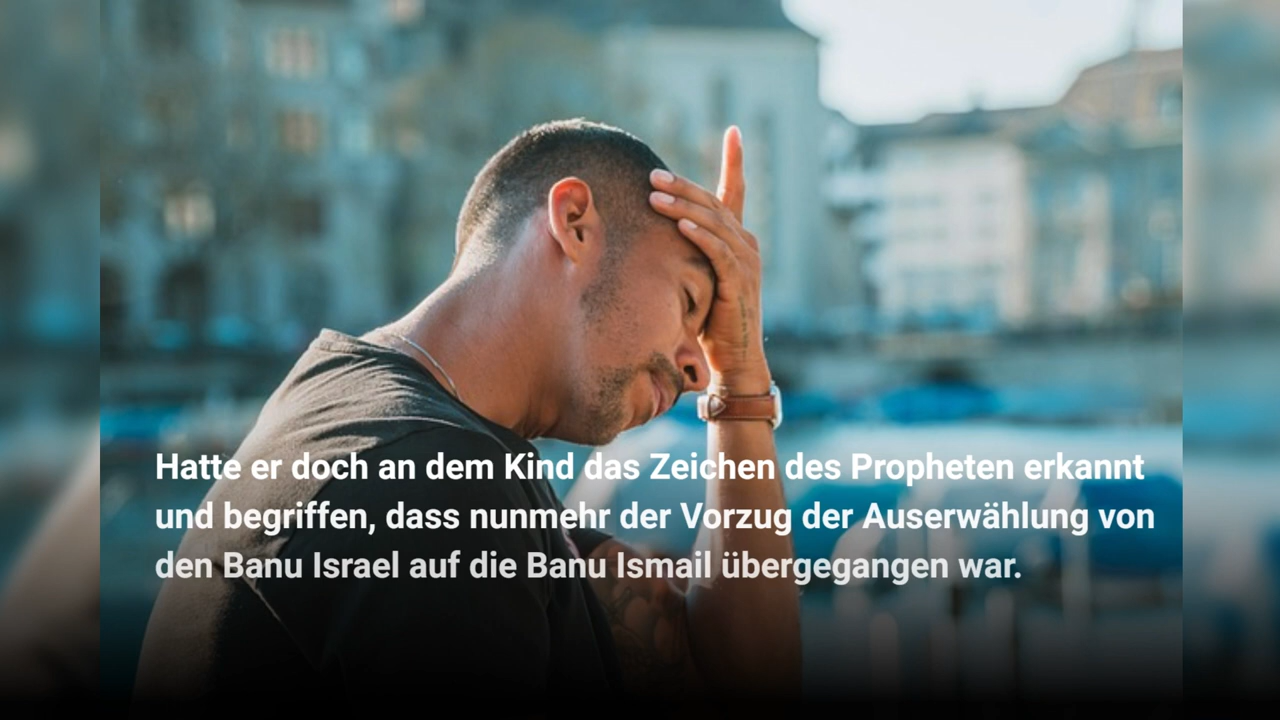 Hatte er doch an dem Kind das Zeichen des Propheten erkannt
und begriffen, dass nunmehr der Vorzug der Auserwählung von
den Banu Israel auf die Banu Ismail übergegangen war.